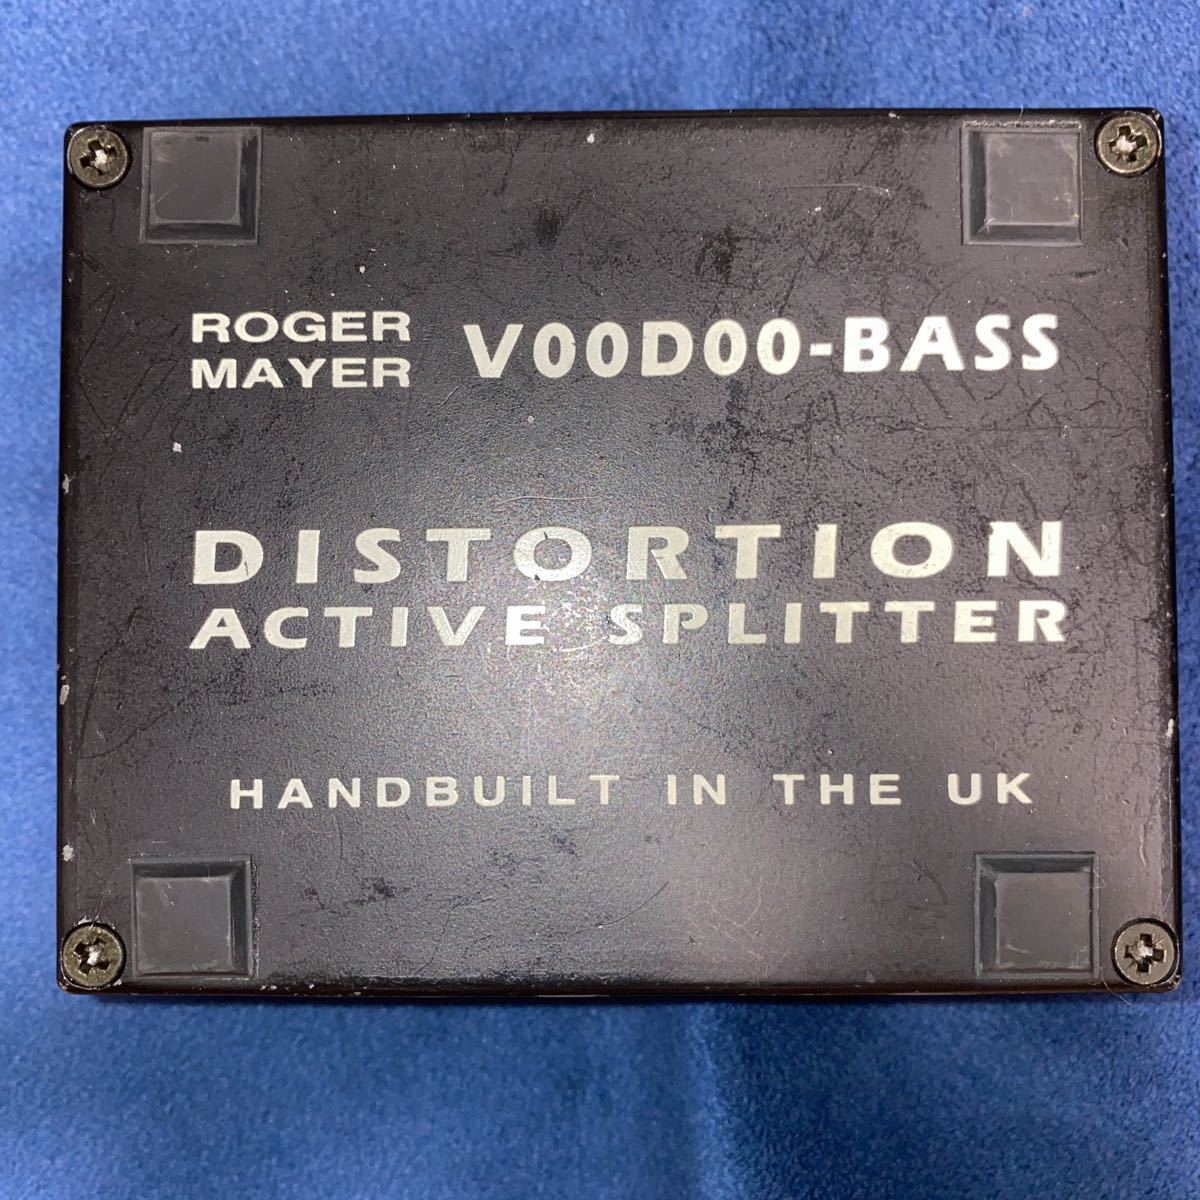 ROGER
MAYER
V00D00-BASS
DISTORTION
ACTIVE SPLITTER
HANDBUILT IN THE UK